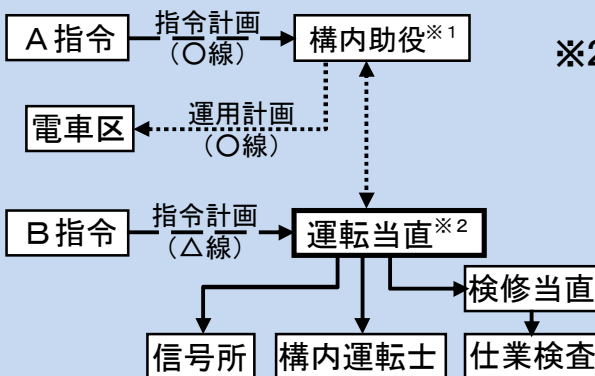 A指令
指令計画
(〇線)
構内助役※1
※2
電車区
運用計画
(〇線)
B指令
指令計画
(△線)
運転当直※2
検修当直
信号所
構内運転士
仕業検査